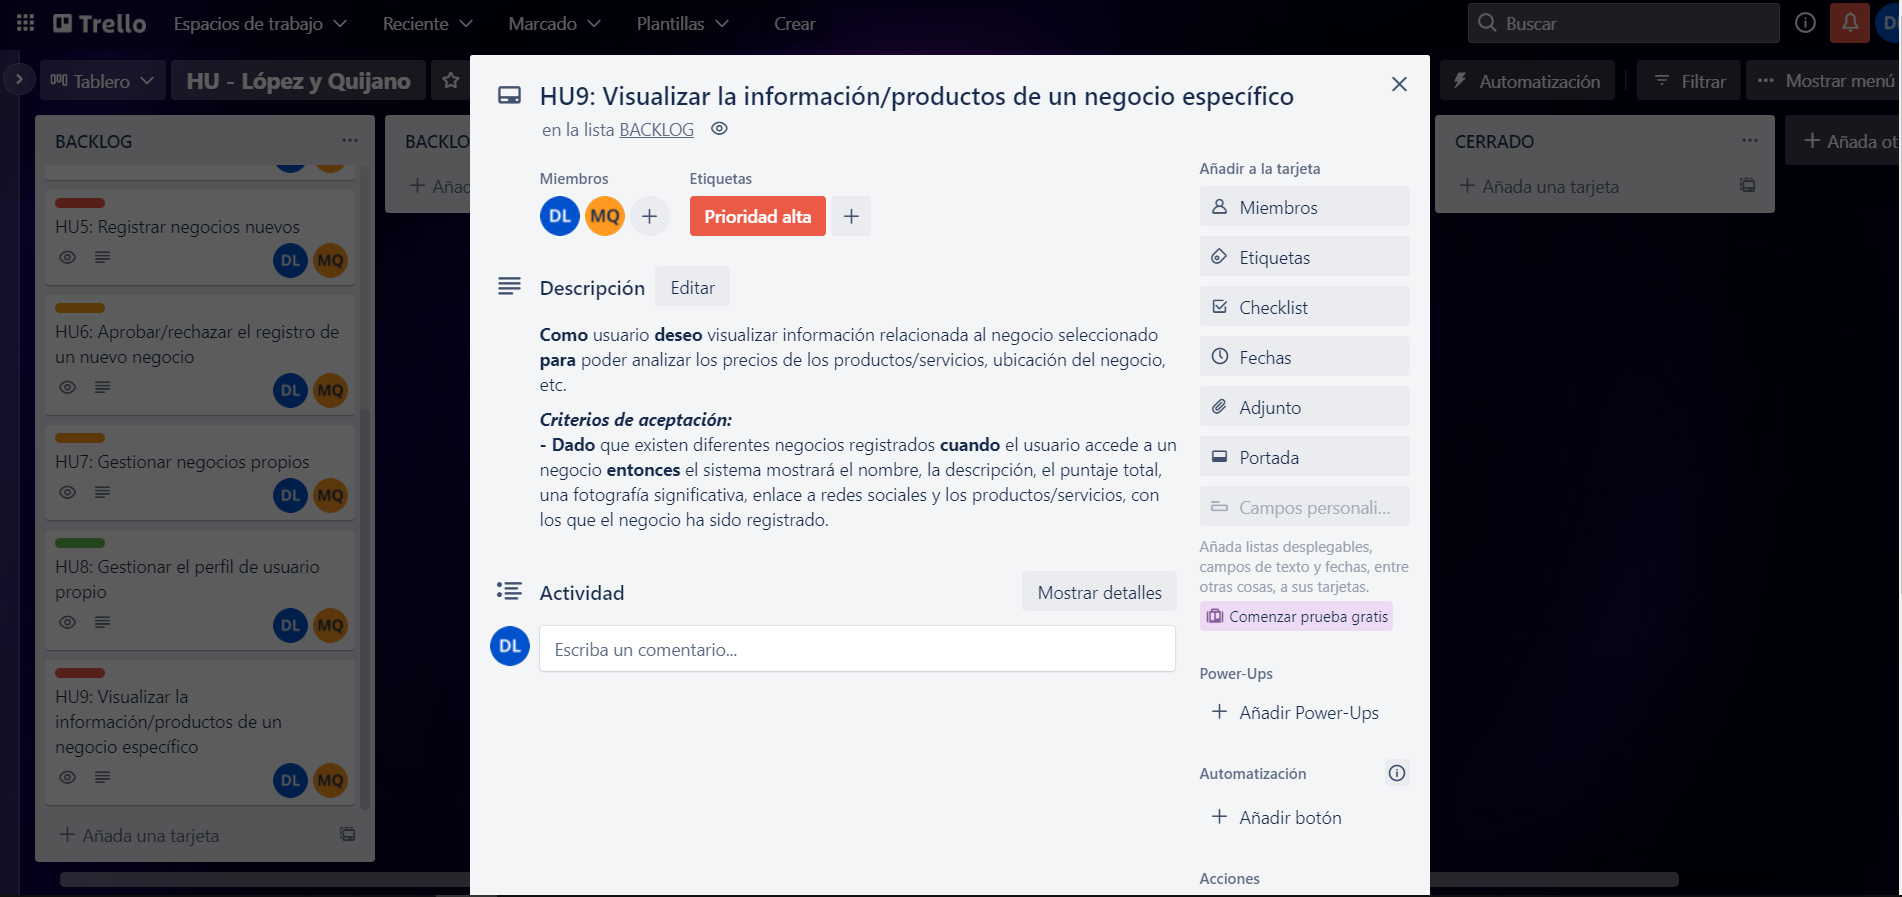 Trello
Espacios de trabajo
Reciente
Marcado
Plantillas
Crear
Buscar
DL
Tablero
HU - López y Quijano
Automatización
Filtrar
Mostrar menú
BACKLOG
HU5: Registrar negocios nuevos
DL MQ
HU6: Aprobar/rechazar el registro de
un nuevo negocio
DL MQ
HU7: Gestionar negocios propios
DL MQ
HU8: Gestionar el perfil de usuario
propio
DL MQ
HU9: Visualizar la
información/productos de un
negocio específico
DL MQ
Añada una tarjeta
BACKLO
Añad
HU9: Visualizar la información/productos de un negocio específico
en la lista BACKLOG
Miembros
DL MQ
Etiquetas
Prioridad alta
Descripción
Editar
Como usuario deseo visualizar información relacionada al negocio seleccionado
para poder analizar los precios de los productos/servicios, ubicación del negocio,
etc.
Criterios de aceptación:
- Dado que existen diferentes negocios registrados cuando el usuario accede a un
negocio entonces el sistema mostrará el nombre, la descripción, el puntaje total,
una fotografía significativa, enlace a redes sociales y los productos/servicios, con
los que el negocio ha sido registrado.
Actividad
Mostrar detalles
DL
Escriba un comentario...
Añadir a la tarjeta
Miembros
Etiquetas
Checklist
Fechas
Adjunto
Portada
Campos personali...
Añada listas desplegables,
campos de texto y fechas, entre
otras cosas, a sus tarjetas.
Comenzar prueba gratis
Power-Ups
Añadir Power-Ups
Automatización
Añadir botón
Acciones
CERRADO
Añada una tarjeta
Añada ot